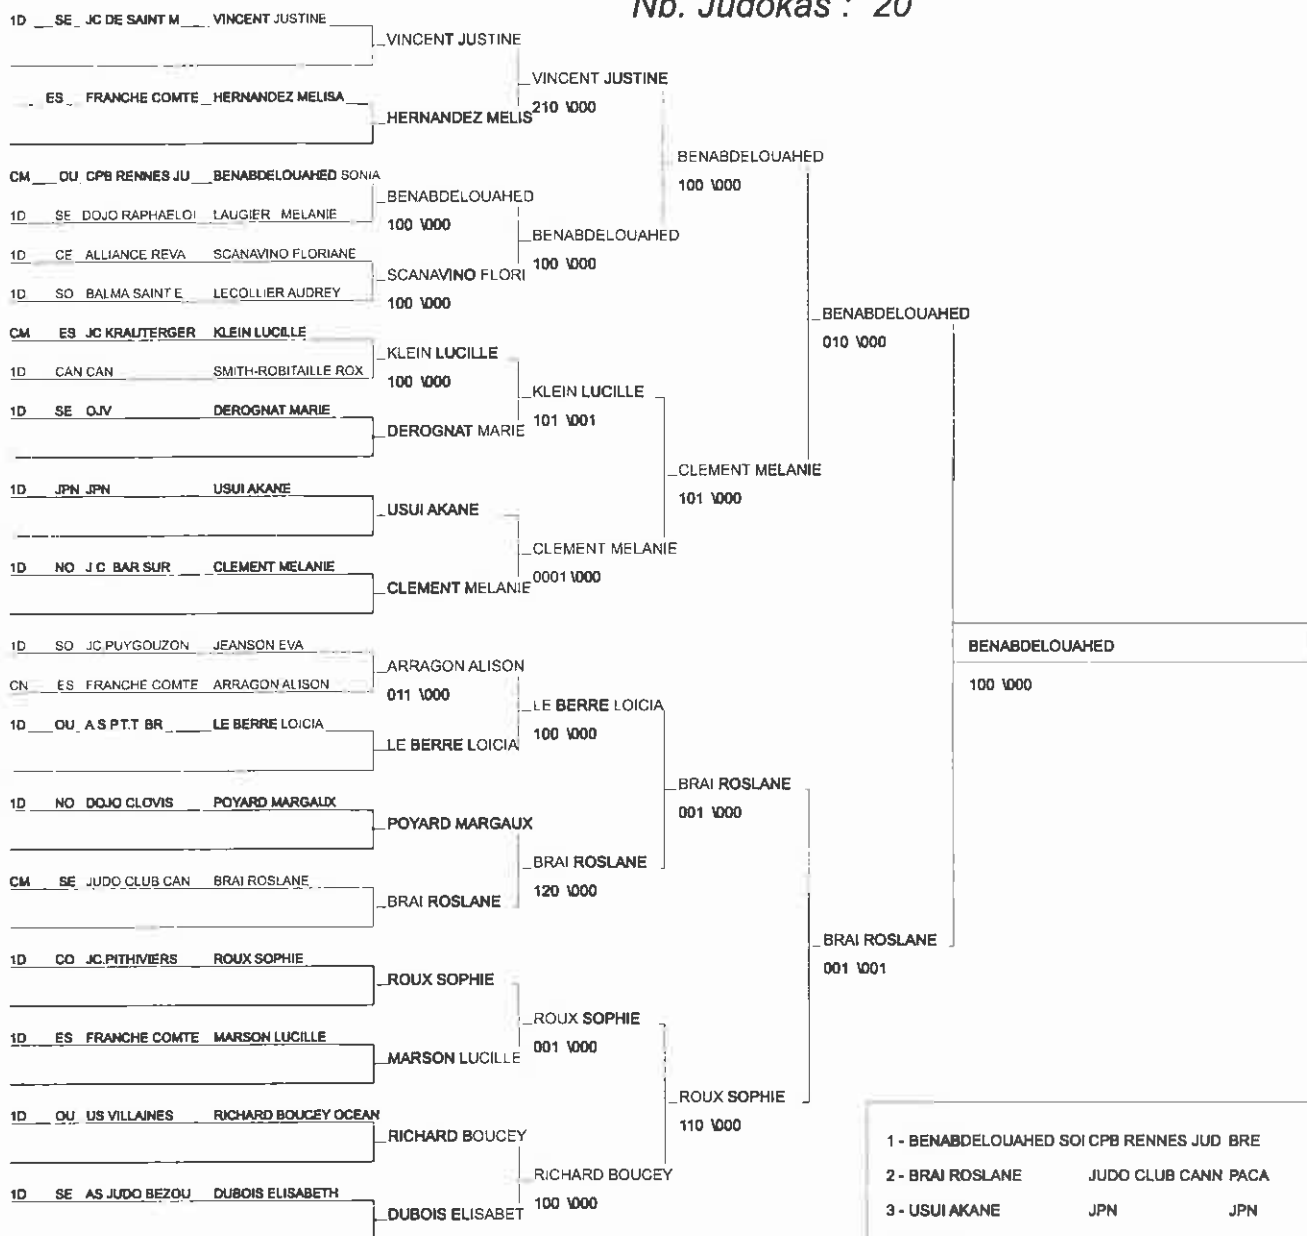 Nb. Judokas : 20
1D SE JC DE SAINT M VINCENT JUSTINE
VINCENT JUSTINE
VINCENT JUSTINE
210 \000
ES FRANCHE COMTE HERNANDEZ MELISA
HERNANDEZ MELIS
BENABDELOUAHED
100 \000
CM OU CPB RENNES JU BENABDELOUAHED SONIA
BENABDELOUAHED
100 \000
1D SE DOJO RAPHAELOI LAUGIER MELANIE
BENABDELOUAHED
100 \000
1D CE ALLIANCE REVA SCANAVINO FLORIANE
SCANAVINO FLORI
100 \000
1D SO BALMA SAINT E LECOLLIER AUDREY
BENABDELOUAHED
010 \000
CM ES JC KRAUTERGER KLEIN LUCILLE
KLEIN LUCILLE
100 \000
1D CAN CAN SMITH-ROBITAILLE ROX
KLEIN LUCILLE
101 \001
1D SE OJV DEROGNAT MARIE
DEROGNAT MARIE
CLEMENT MELANIE
101 \000
1D JPN JPN USUI AKANE
USUI AKANE
CLEMENT MELANIE
0001 \000
1D NO J C BAR SUR CLEMENT MELANIE
CLEMENT MELANIE
BENABDELOUAHED
100 \000
1D SO JC PUYGOUZON JEANSON EVA
ARRAGON ALISON
011 \000
CN ES FRANCHE COMTE ARRAGON ALISON
LE BERRE LOICIA
100 \000
1D OU A S P.T.T BR LE BERRE LOICIA
LE BERRE LOICIA
BRAI ROSLANE
001 \000
1D NO DOJO CLOVIS POYARD MARGAUX
POYARD MARGAUX
BRAI ROSLANE
120 \000
CM SE JUDO CLUB CAN BRAI ROSLANE
BRAI ROSLANE
BRAI ROSLANE
001 \001
1D CO JC.PITHIVIERS ROUX SOPHIE
ROUX SOPHIE
ROUX SOPHIE
001 \000
1D ES FRANCHE COMTE MARSON LUCILLE
MARSON LUCILLE
ROUX SOPHIE
110 \000
1D OU US VILLAINES RICHARD BOUCEY OCEAN
RICHARD BOUCEY
RICHARD BOUCEY
100 \000
1D SE AS JUDO BEZOU DUBOIS ELISABETH
DUBOIS ELISABET
1 - BENABDELOUAHED SOI CPB RENNES JUD BRE
2 - BRAI ROSLANE JUDO CLUB CANN PACA
3 - USUI AKANE JPN JPN